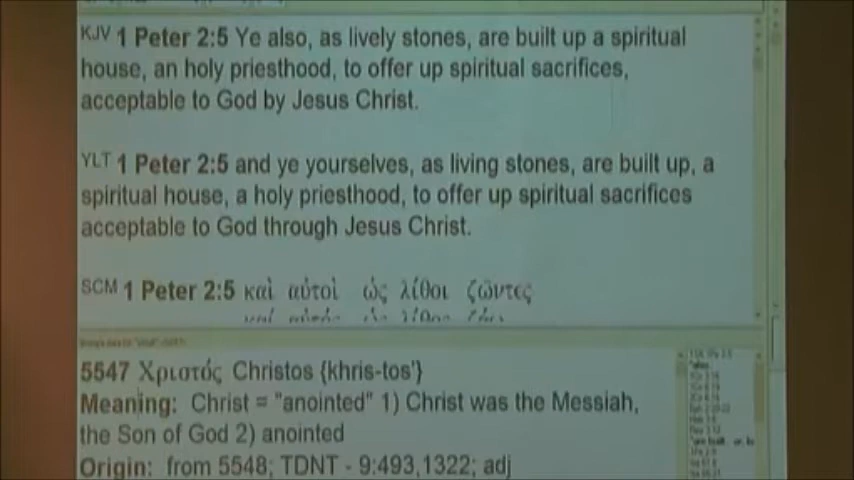 KJV 1 Peter 2:5 Ye also, as lively stones, are built up a spiritual
house, an holy priesthood, to offer up spiritual sacrifices,
acceptable to God by Jesus Christ.
YLT 1 Peter 2:5 and ye yourselves, as living stones, are built up, a
spiritual house, a holy priesthood, to offer up spiritual sacrifices
acceptable to God through Jesus Christ.
SCM 1 Peter 2:5 καὶ αὐτοὶ ὡς λίθοι ζῶντες
5547 Χριστός Christos {khris-tos'}
Meaning: Christ = "anointed" 1) Christ was the Messiah,
the Son of God 2) anointed
Origin: from 5548; TDNT - 9:493,1322; adj